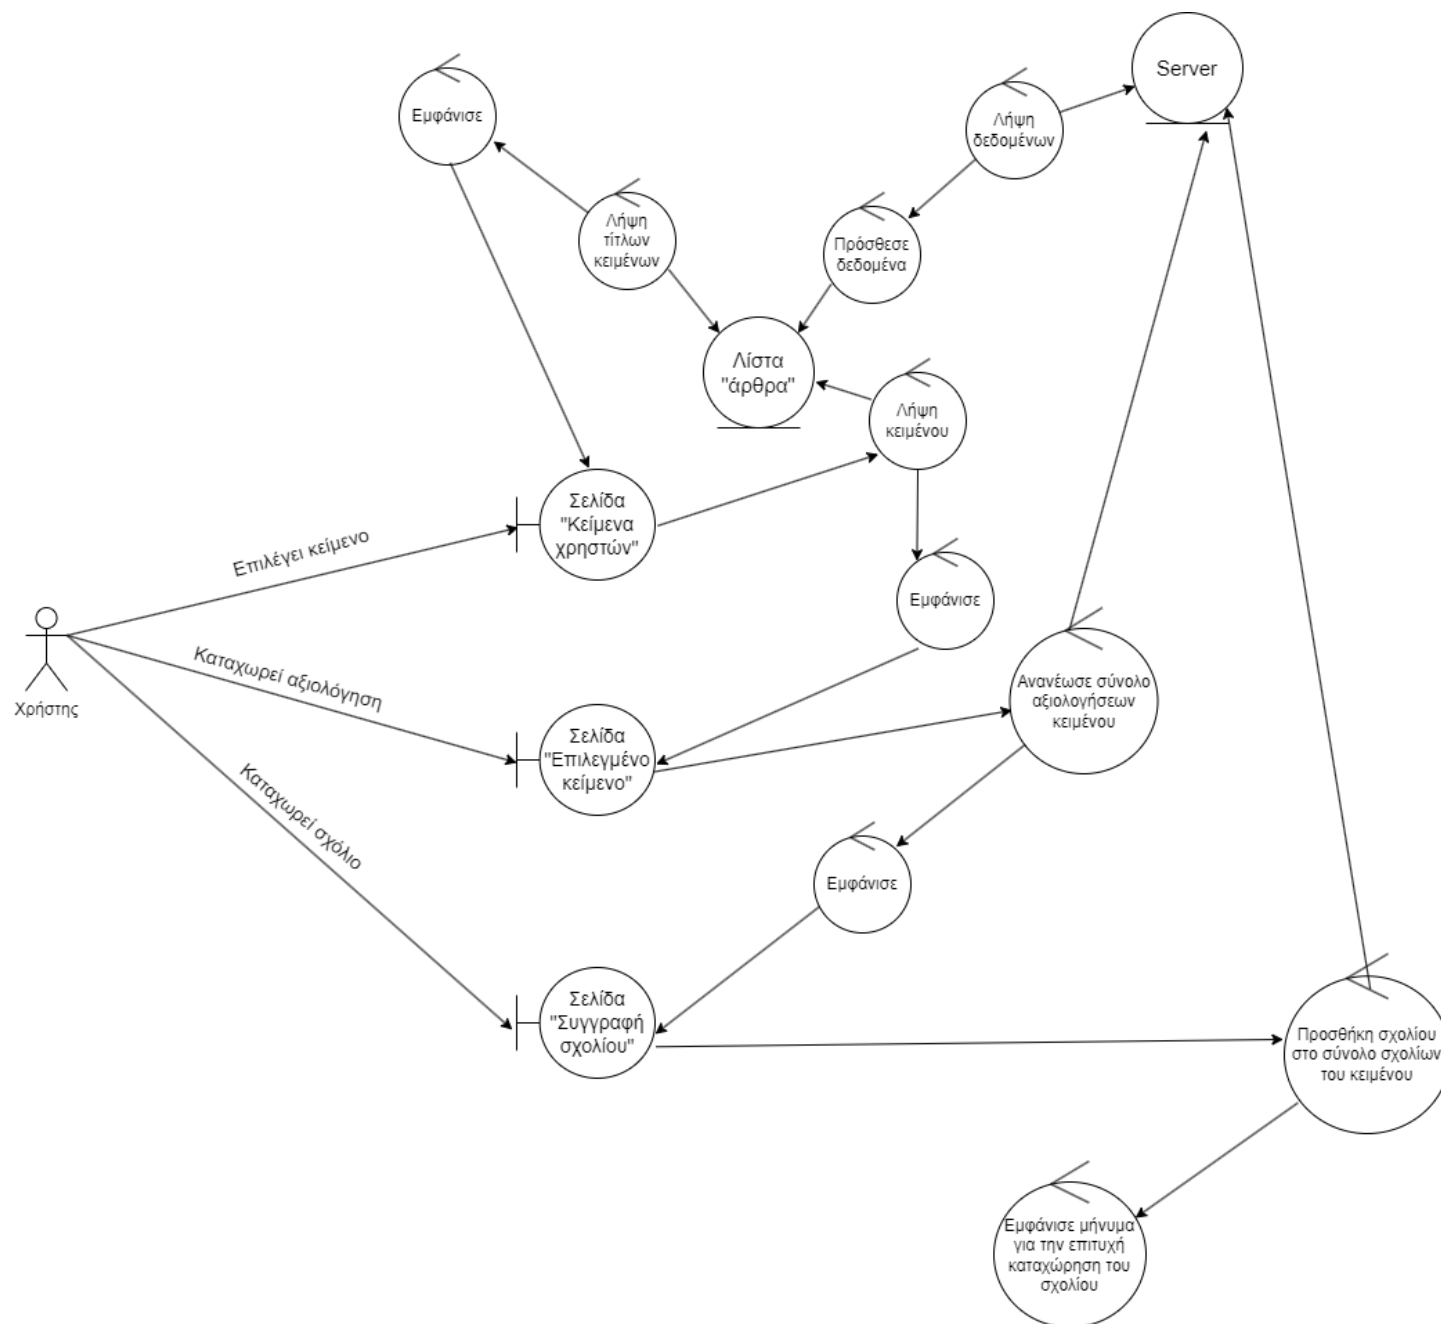 Server
Εμφάνισε
Λήψη
δεδομένων
Λήψη
τίτλων
κειμένων
Πρόσθεσε
δεδομένα
Λίστα
"άρθρα"
Λήψη
κειμένου
Σελίδα
"Κείμενα
χρηστών"
Επιλέγει κείμενο
Εμφάνισε
Καταχωρεί αξιολόγηση
Χρήστης
Ανανέωσε σύνολο
αξιολογήσεων
κειμένου
Σελίδα
"Επιλεγμένο
κείμενο"
Καταχωρεί σχόλιο
Εμφάνισε
Σελίδα
"Συγγραφή
σχολίου"
Προσθήκη σχολίου
στο σύνολο σχολίων
του κειμένου
Εμφάνισε μήνυμα
για την επιτυχή
καταχώρηση του
σχολίου